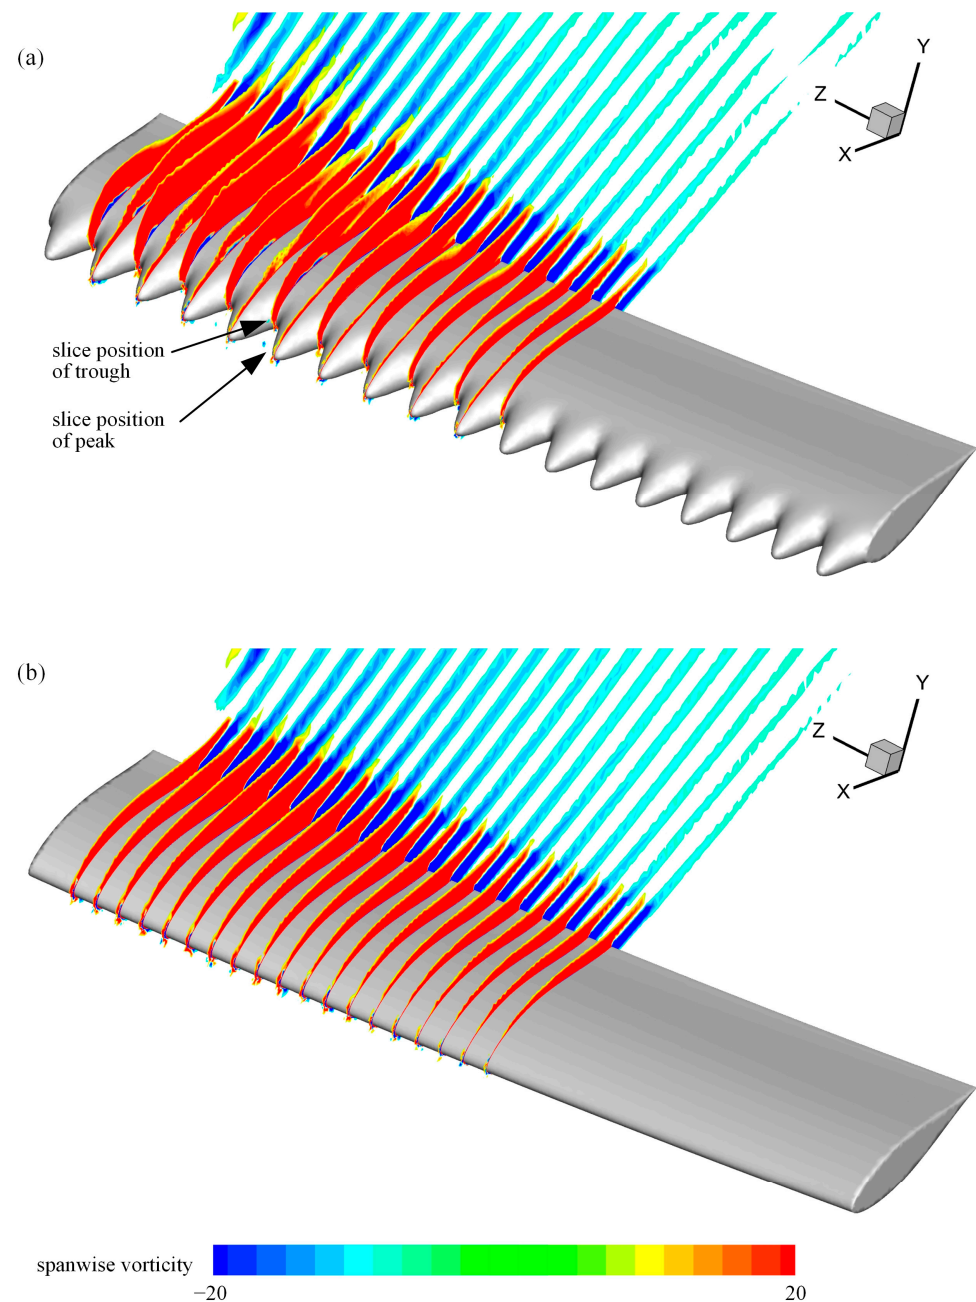 (a)
Y
Z
X
slice position
of trough
slice position
of peak
(b)
Y
Z
X
spanwise vorticity
−20
20